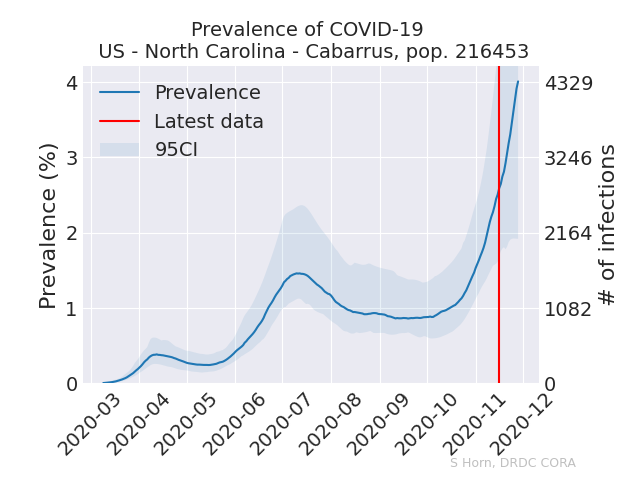 Prevalence of COVID-19
US - North Carolina - Cabarrus, pop. 216453
Prevalence
Latest data
95CI
Prevalence (%)
4
3
2
1
0
4329
3246
2164
1082
0
# of infections
2020-03
2020-04
2020-05
2020-06
2020-07
2020-08
2020-09
2020-10
2020-11
2020-12
S Horn, DRDC CORA